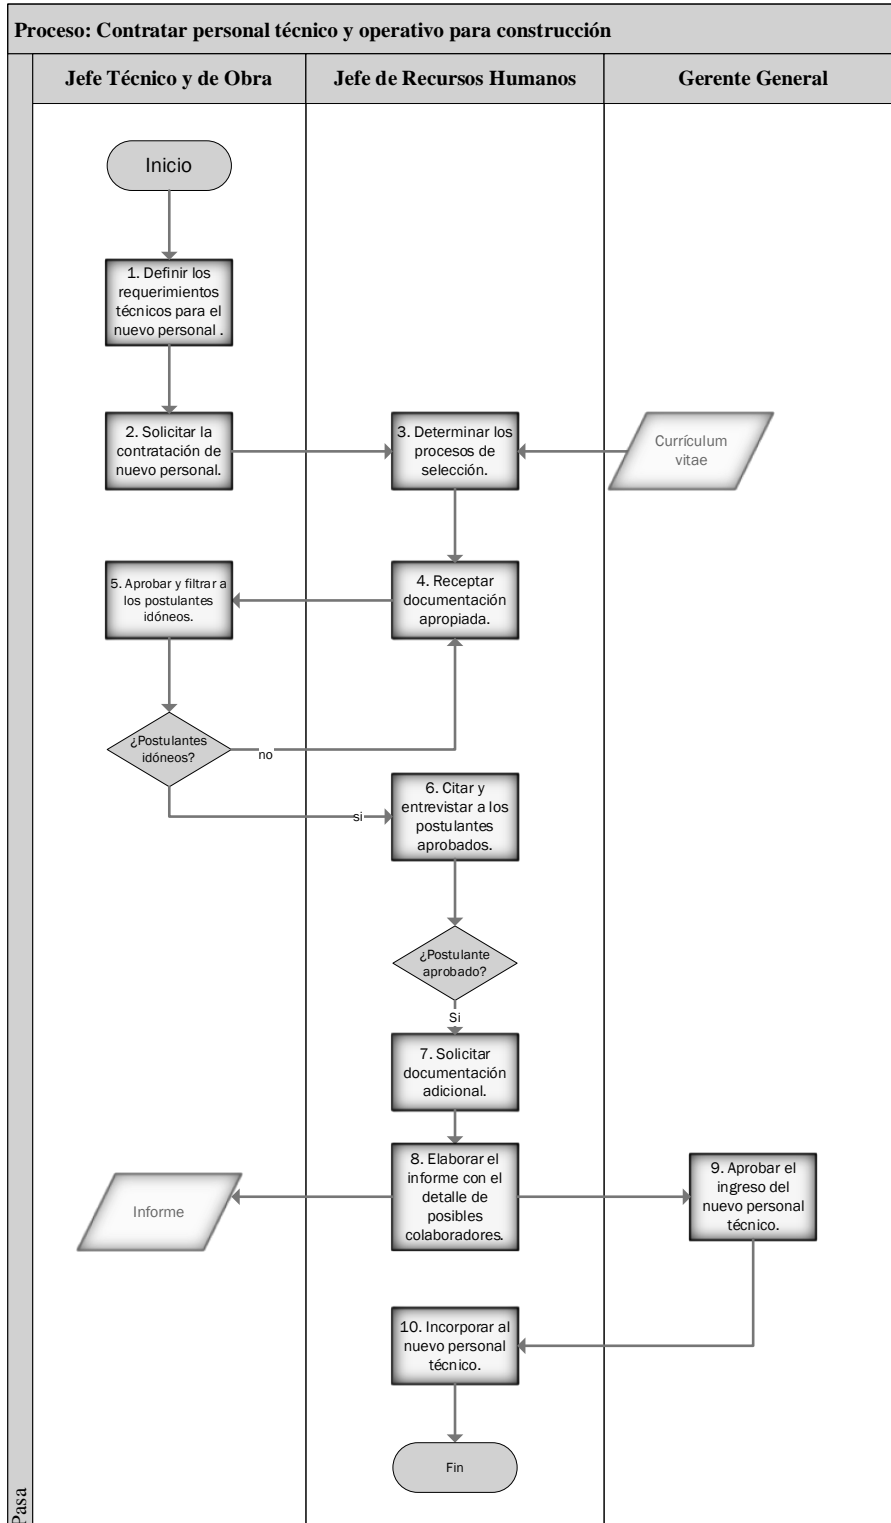 Proceso: Contratar personal técnico y operativo para construcción
Jefe Técnico y de Obra
Jefe de Recursos Humanos
Gerente General
Inicio
1. Definir los
requerimientos
técnicos para el
nuevo personal .
2. Solicitar la
contratación de
nuevo personal.
3. Determinar los
procesos de
selección.
Currículum
vitae
5. Aprobar y filtrar a
los postulantes
idóneos.
4. Receptar
documentación
apropiada.
¿Postulantes
idóneos?
no
si
6. Citar y
entrevistar a los
postulantes
aprobados.
¿Postulante
aprobado?
Si
7. Solicitar
documentación
adicional.
Informe
8. Elaborar el
informe con el
detalle de
posibles
colaboradores.
9. Aprobar el
ingreso del
nuevo personal
técnico.
10. Incorporar al
nuevo personal
técnico.
Fin
Pasa